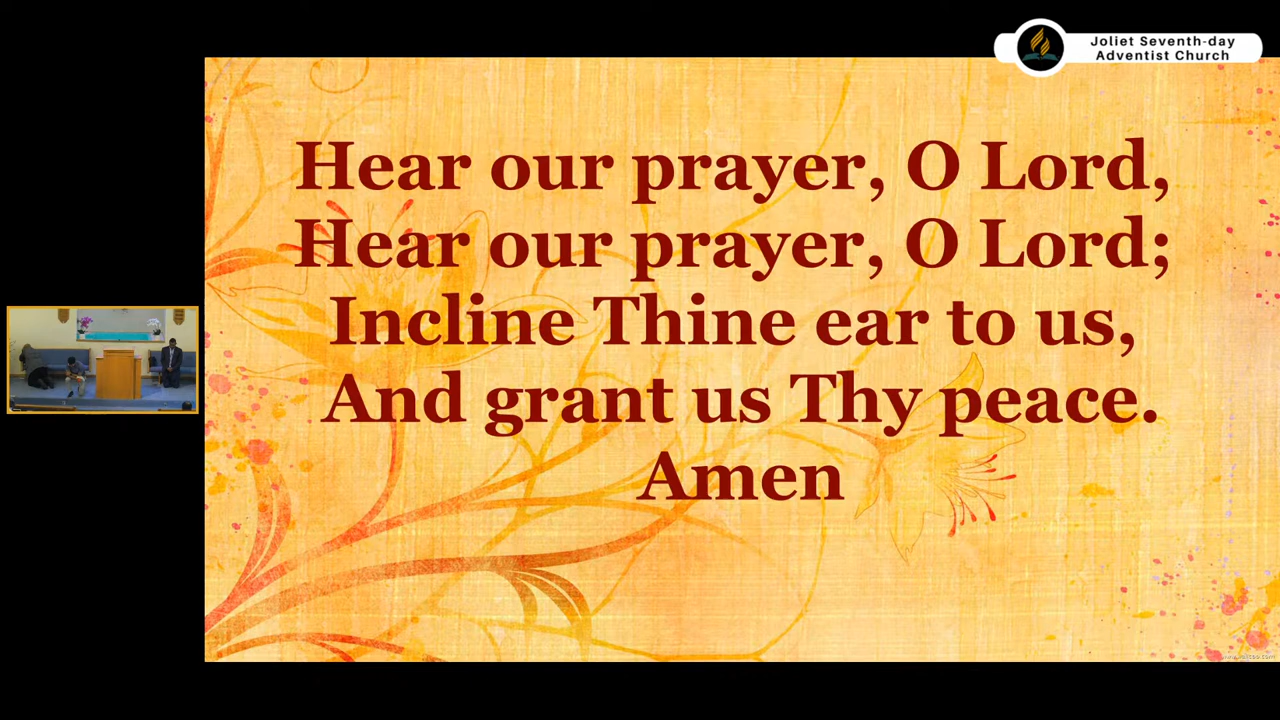 Joliet Seventh-day
Adventist Church
Hear our prayer, O Lord,
Hear our prayer, O Lord;
Incline Thine ear to us,
And grant us Thy peace.
Amen